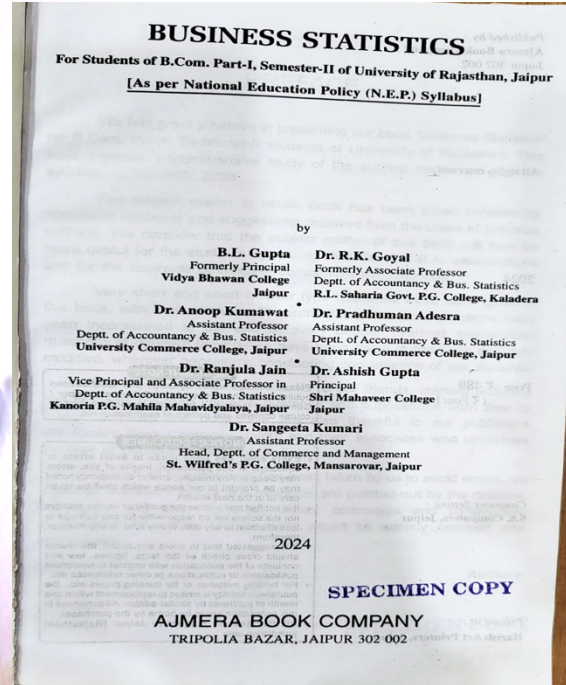 BUSINESS STATISTICS
For Students of B.Com. Part-I, Semester-II of University of Rajasthan, Jaipur
[As per National Education Policy (N.E.P.) Syllabus]
by
B.L. Gupta
Formerly Principal
Vidya Bhawan College
Jaipur
Dr. R.K. Goyal
Formerly Associate Professor
Deptt. of Accountancy & Bus. Statistics
R.L. Saharia Govt. P.G. College, Kaladera
Dr. Anoop Kumawat
Assistant Professor
Deptt. of Accountancy & Bus. Statistics
University Commerce College, Jaipur
Dr. Pradhuman Adesra
Assistant Professor
Deptt. of Accountancy & Bus. Statistics
University Commerce College, Jaipur
Dr. Ranjula Jain
Vice Principal and Associate Professor in
Deptt. of Accountancy & Bus. Statistics
Kanoria P.G. Mahila Mahavidyalaya, Jaipur
Dr. Ashish Gupta
Principal
Shri Mahaveer College
Jaipur
Dr. Sangeeta Kumari
Assistant Professor
Head, Deptt. of Commerce and Management
St. Wilfred's P.G. College, Mansarovar, Jaipur
2024
SPECIMEN COPY
AJMERA BOOK COMPANY
TRIPOLIA BAZAR, JAIPUR 302 002